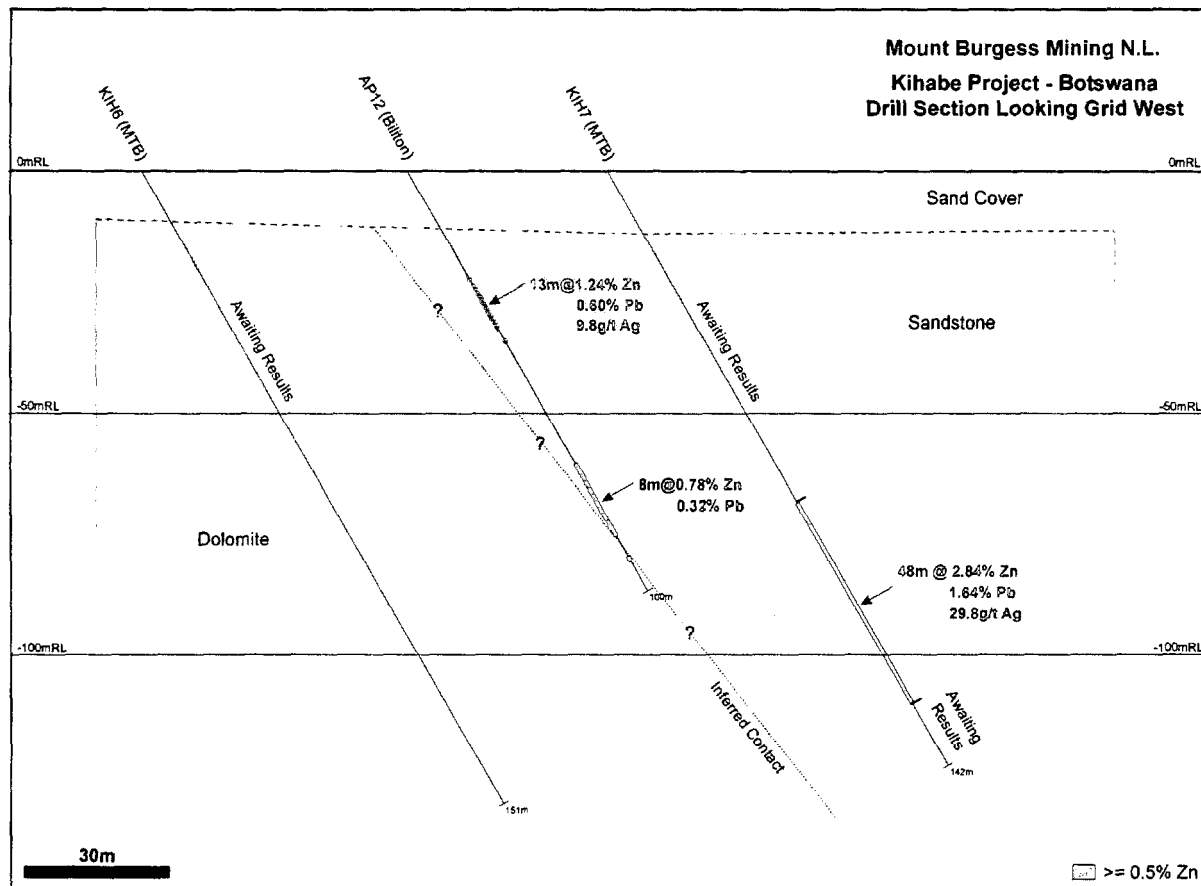 Mount Burgess Mining N.L.
Kihabe Project - Botswana
Drill Section Looking Grid West
KIH6 (MTB)
AP12 (Billiton)
KIH7 (MTB)
0mRL
0mRL
Sand Cover
13m@1.24% Zn
0.60% Pb
9.8g/t Ag
?
Awaiting Results
Awaiting Results
Sandstone
-50mRL
-50mRL
?
8m@0.78% Zn
0.32% Pb
Dolomite
48m @ 2.84% Zn
1.64% Pb
29.8g/t Ag
100m
?
-100mRL
-100mRL
Inferred Contact
Awaiting
Results
142m
151m
30m
>= 0.5% Zn